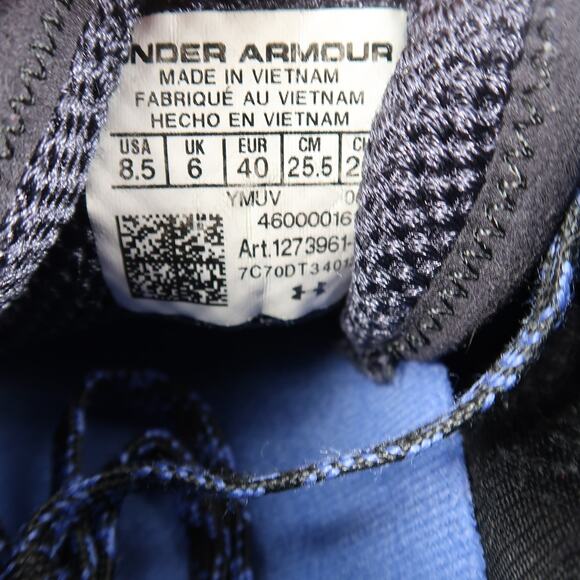 NDER ARMOUR
MADE IN VIETNAM
FABRIQUÉ AU VIETNAM
HECHO EN VIETNAM
USA UK EUR CM
8.5 6 40 25.5
YMUV
46000016
Art.1273961-
7C70DT3401